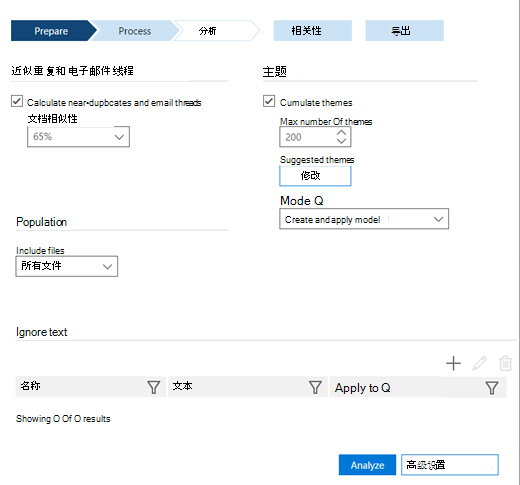 Prepare Process 分析 相关性 导出
近似重复和电子邮件线程 主题
Calculate near-dupbcates and email threads Cumulate themes
文档相似性 Max number Of themes
65% 200
Suggested themes
修改
Mode Q
Population Create and apply model
Include files
所有文件
Ignore text
名称 文本 Apply to Q
Showing O Of O results
Analyze 高级设置